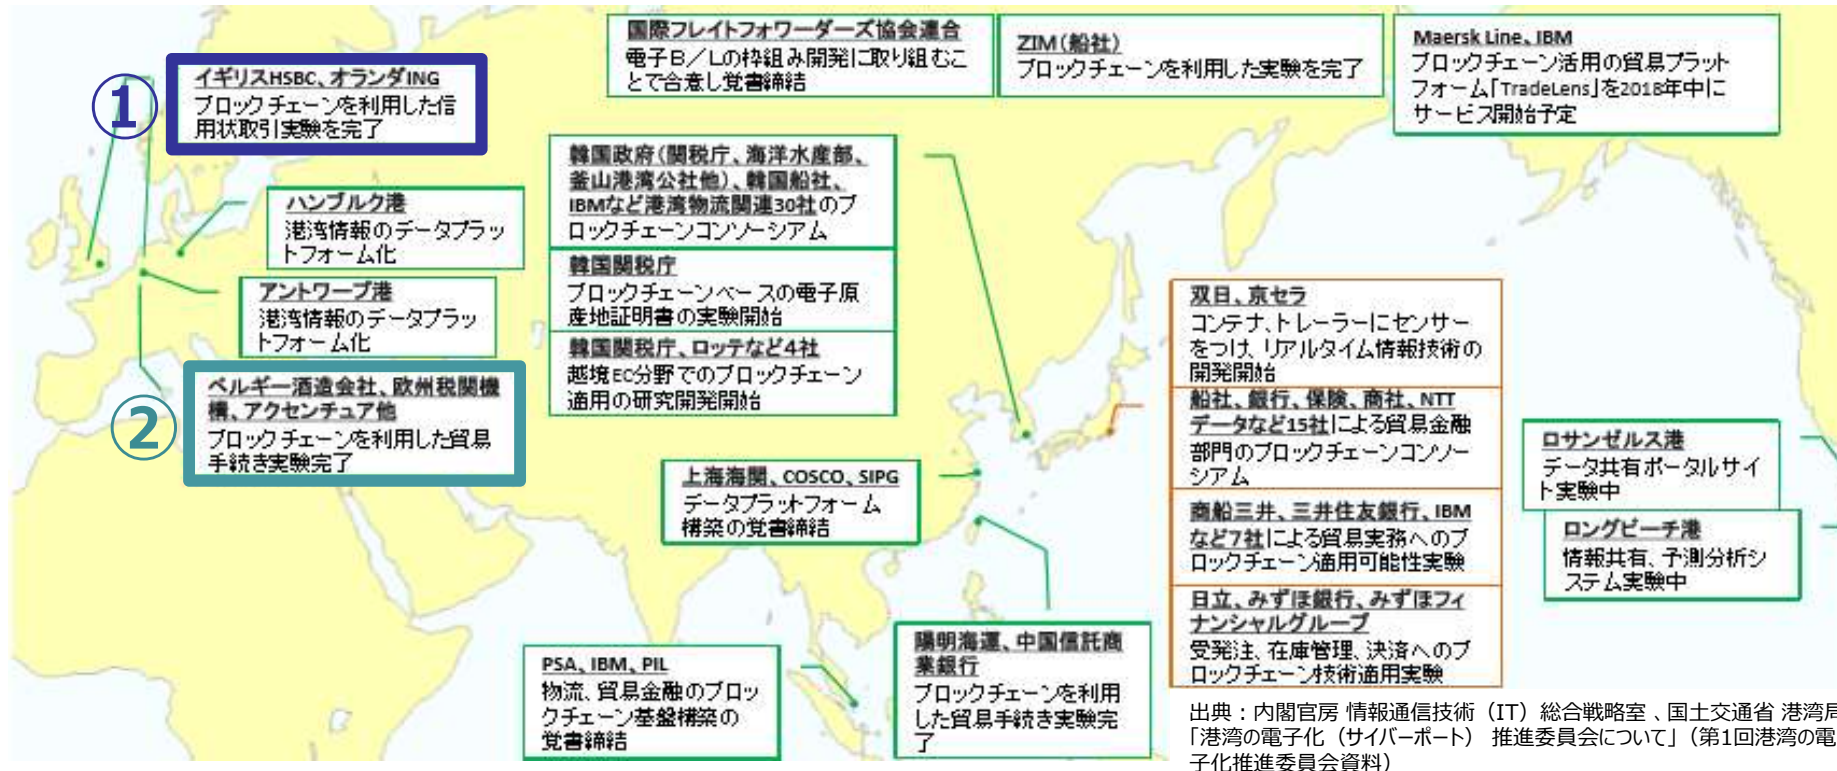 国際フレイトフォワーダーズ協会連合
電子B／Lの枠組み開発に取り組むこ
とで合意し覚書締結
ZIM(船社)
ブロックチェーンを利用した実験を完了
Maersk Line、IBM
ブロックチェーン活用の貿易プラット
フォーム「TradeLens」を2018年中に
サービス開始予定
①
イギリスHSBC、オランダING
ブロックチェーンを利用した信
用状取引実験を完了
韓国政府(関税庁、海洋水産部、
釜山港湾公社他)、韓国船社、
IBMなど港湾物流関連30社のブ
ロックチェーンコンソーシアム
韓国関税庁
ブロックチェーンベースの電子原
産地証明書の実験開始
韓国関税庁、ロッテなど4社
越境EC分野でのブロックチェーン
適用の研究開発開始
ハンブルク港
港湾情報のデータプラッ
トフォーム化
アントワープ港
港湾情報のデータプラッ
トフォーム化
②
ベルギー酒造会社、欧州税関機
構、アクセンチュア他
ブロックチェーンを利用した貿易
手続き実験完了
双日、京セラ
コンテナ、トレーラーにセンサー
をつけ、リアルタイム情報技術の
開発開始
船社、銀行、保険、商社、NTT
データなど15社による貿易金融
部門のブロックチェーンコンソー
シアム
商船三井、三井住友銀行、IBM
など7社による貿易実務へのブ
ロックチェーン適用可能性実験
日立、みずほ銀行、みずほフィ
ナンシャルグループ
受発注、在庫管理、決済へのブ
ロックチェーン技術適用実験
上海海関、COSCO、SIPG
データプラットフォーム
構築の覚書締結
ロサンゼルス港
データ共有ポータルサイ
ト実験中
ロングビーチ港
情報共有、予測分析シ
ステム実験中
PSA、IBM、PIL
物流、貿易金融のブロッ
クチェーン基盤構築の
覚書締結
陽明海運、中国信託商
業銀行
ブロックチェーンを利用
した貿易手続き実験完
了
出典：内閣官房 情報通信技術（IT）総合戦略室 、国土交通省 港湾局
「港湾の電子化（サイバーポート） 推進委員会について」（第1回港湾の電
子化推進委員会資料）